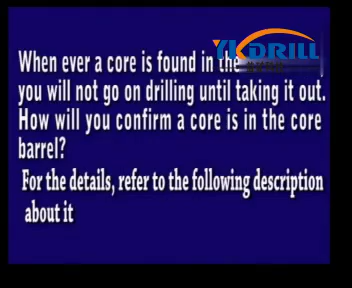 YKDRILL
When ever a core is found in the
you will not go on drilling until taking it out.
How will you confirm a core is in the core
barrel?
For the details, refer to the following description
about it